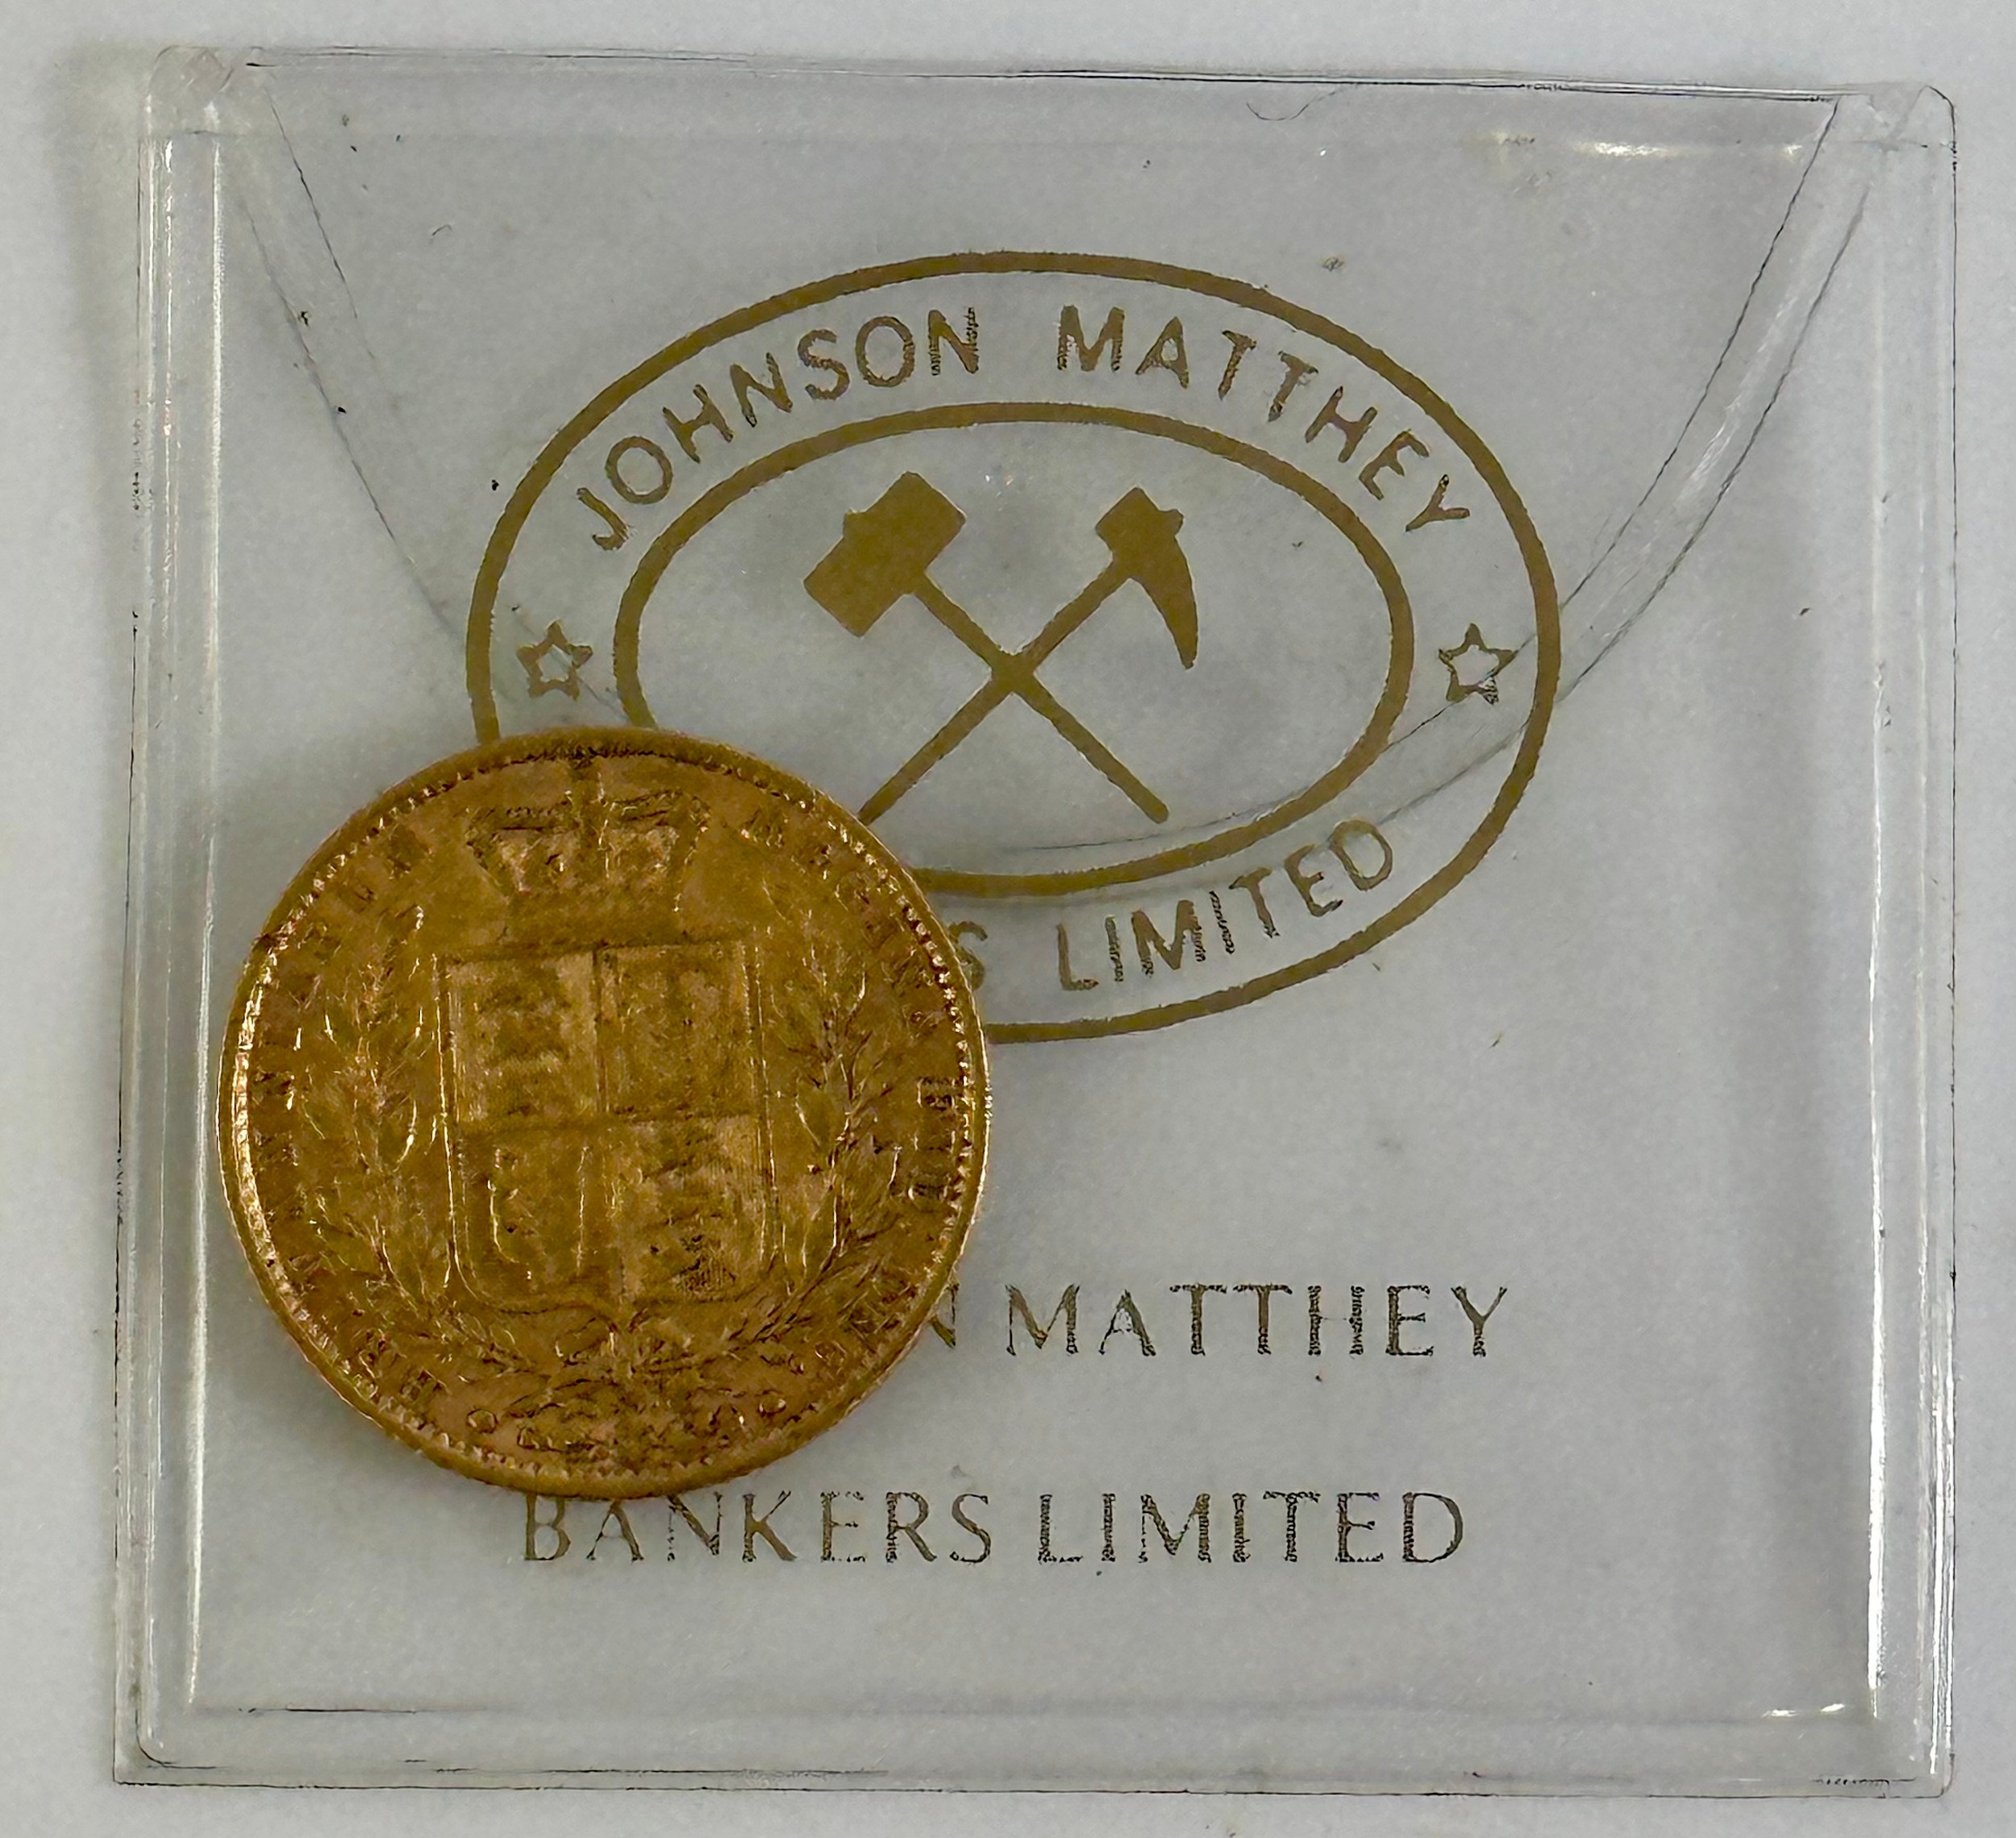 JOHNSON MATTHEY
S LIMITED
N MATTHEY
BANKERS LIMITED